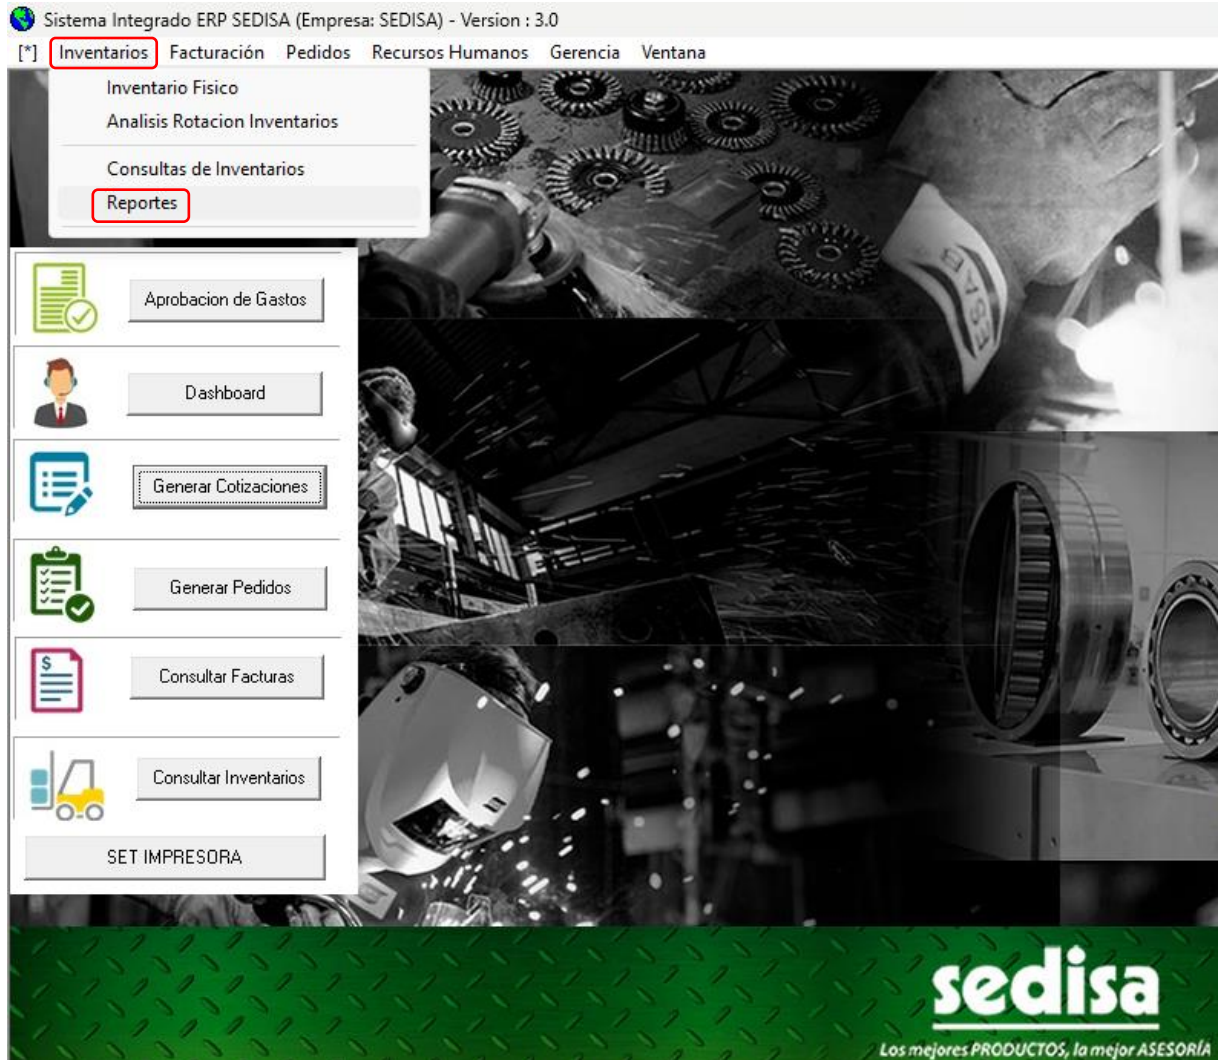 Sistema Integrado ERP SEDISA (Empresa: SEDISA) - Version : 3.0
[*] Inventarios Facturación Pedidos Recursos Humanos Gerencia Ventana
Inventario Fisico
Analisis Rotacion Inventarios
Consultas de Inventarios
Reportes
Aprobacion de Gastos
Dashboard
Generar Cotizaciones
Generar Pedidos
$
Consultar Facturas
Consultar Inventarios
SET IMPRESORA
ESAB
sedisa
Los mejores PRODUCTOS, la mejor ASESORÍA